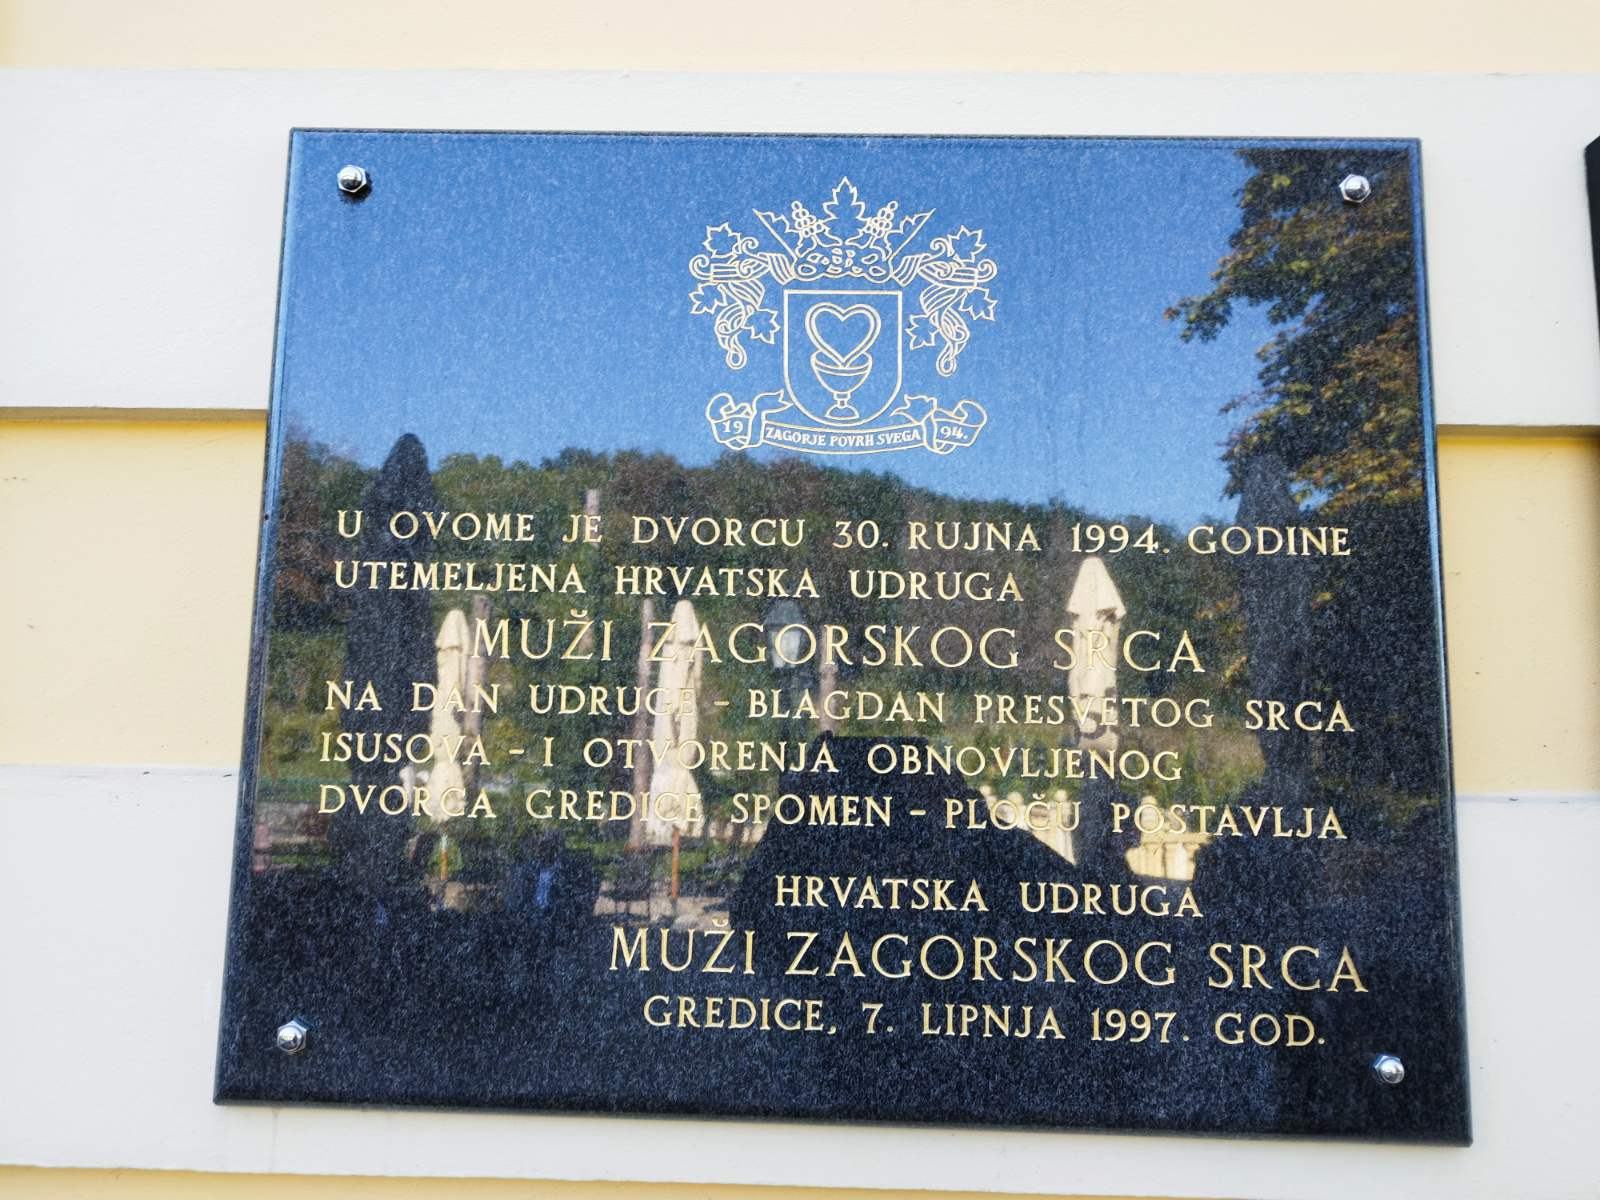 19 ZAGORJE POVRH SVEGA 94.
U OVOME JE DVORCU 30. RUJNA 1994. GODINE
UTEMELJENA HRVATSKA UDRUGA
MUŽI ZAGORSKOG SRCA
NA DAN UDRUGE - BLAGDAN PRESVETOG SRCA
ISUSOVA - I OTVORENJA OBNOVLJENOG
DVORCA GREDICE SPOMEN - PLOČU POSTAVLJA
HRVATSKA UDRUGA
MUŽI ZAGORSKOG SRCA
GREDICE, 7. LIPNJA 1997. GOD.